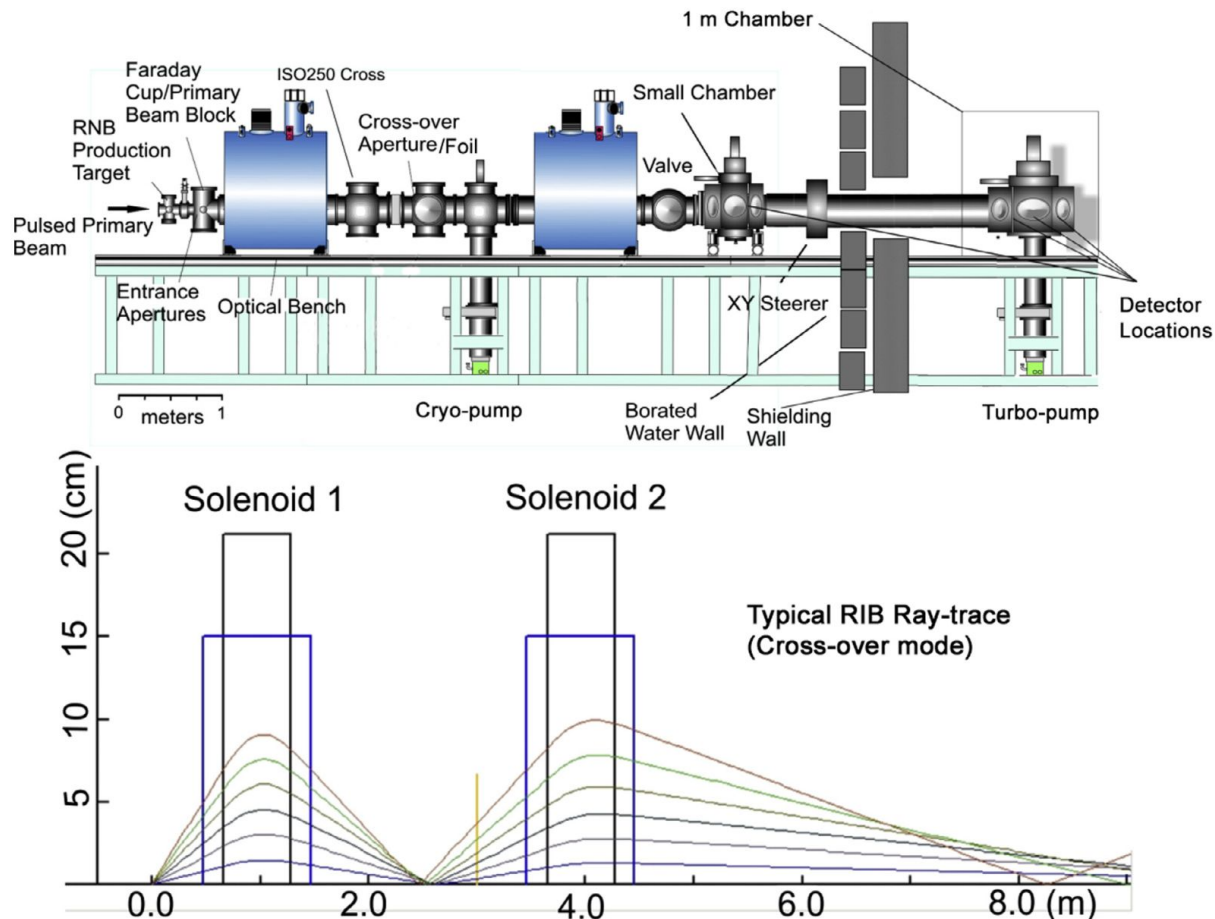 1 m Chamber
Faraday
Cup/Primary
Beam Block
ISO250 Cross
Small Chamber
RNB
Production
Target
Cross-over
Aperture/Foil
Valve
Pulsed Primary
Beam
Entrance
Apertures
Optical Bench
XY Steerer
Detector
Locations
0 meters 1
Cryo-pump
Borated
Water Wall
Shielding
Wall
Turbo-pump
(cm)
20
15
10
5
Solenoid 1
Solenoid 2
Typical RIB Ray-trace
(Cross-over mode)
0.0 2.0 4.0 6.0 8.0 (m)